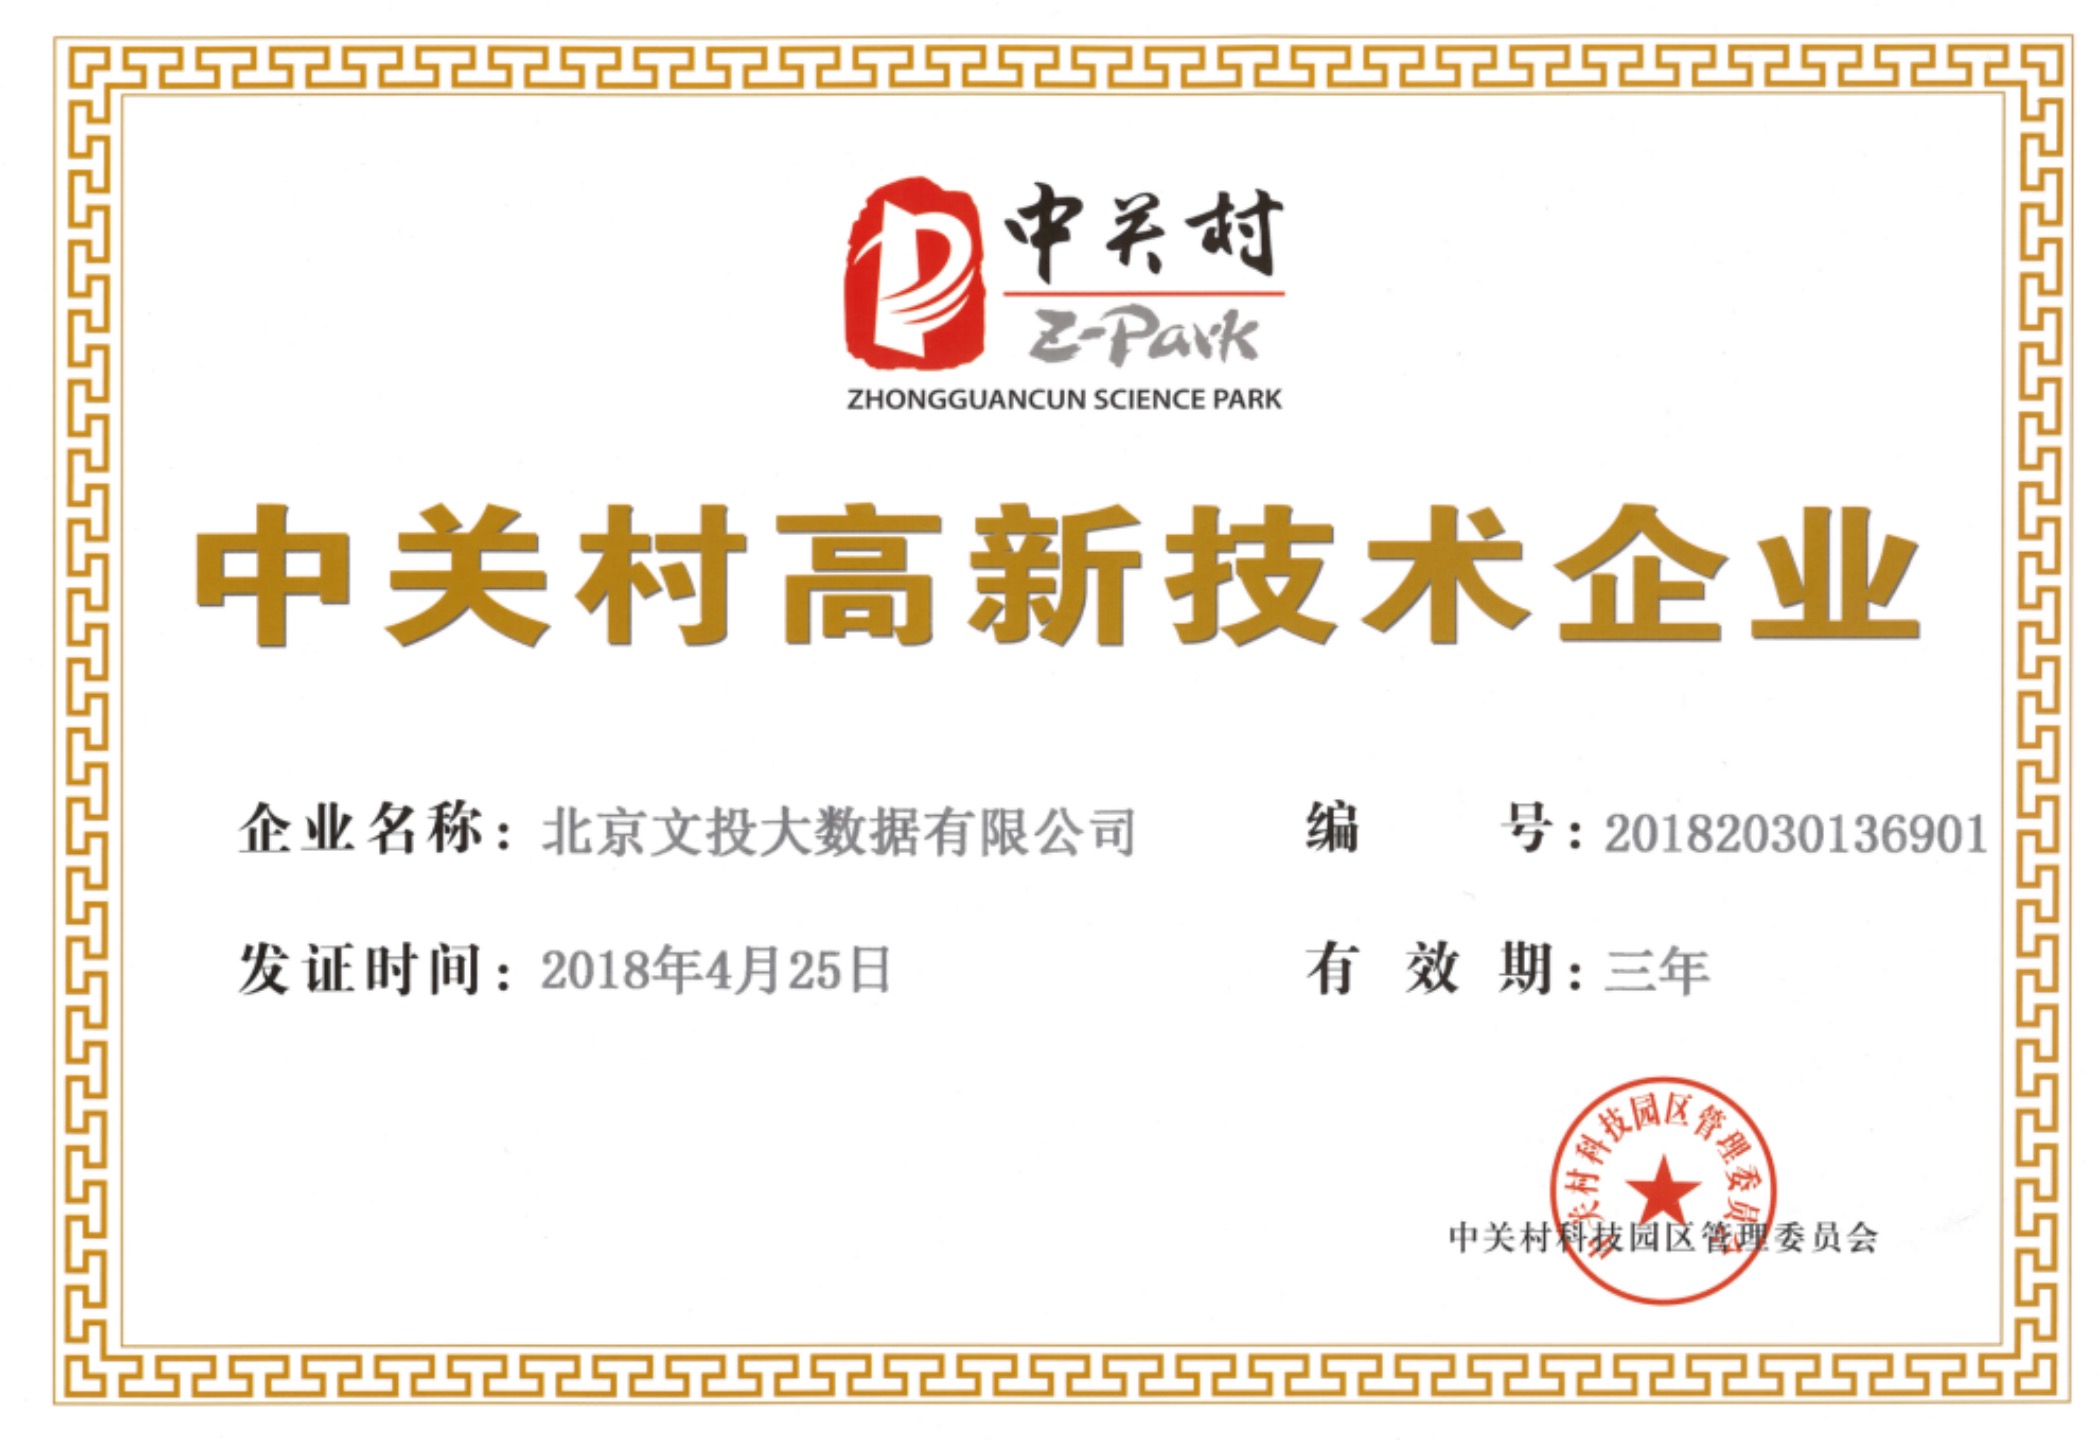 中关村
Z-Park
ZHONGGUANCUN SCIENCE PARK
中关村高新技术企业
企业名称：北京文投大数据有限公司
编号：20182030136901
发证时间：2018年4月25日
有效期：三年
中关村科技园区管理委员会
中关村科技园区管理委员会